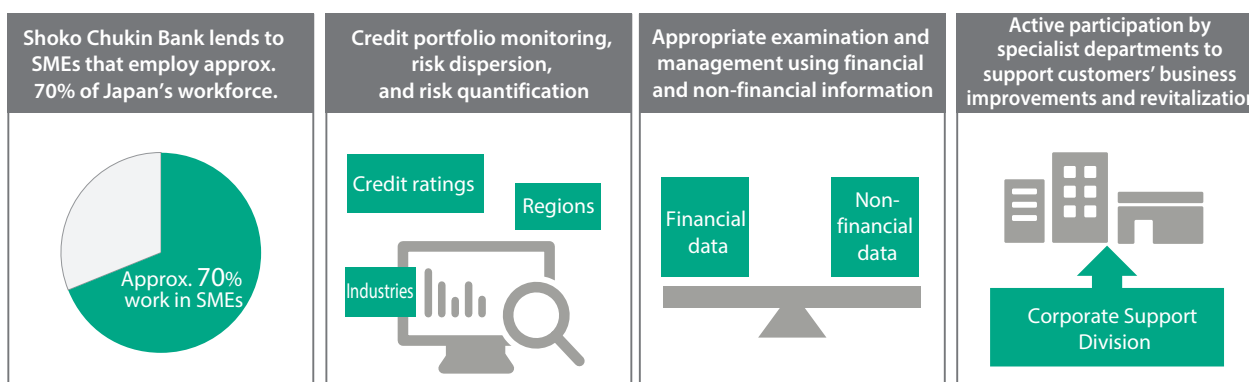 Shoko Chukin Bank lends to
SMEs that employ approx.
70% of Japan's workforce.
Approx. 70%
work in SMEs
Credit portfolio monitoring,
risk dispersion,
and risk quantification
Credit ratings
Regions
Industries
Appropriate examination and
management using financial
and non-financial information
Financial
data
Non-
financial
data
Active participation by
specialist departments to
support customers' business
improvements and revitalization
Corporate Support
Division